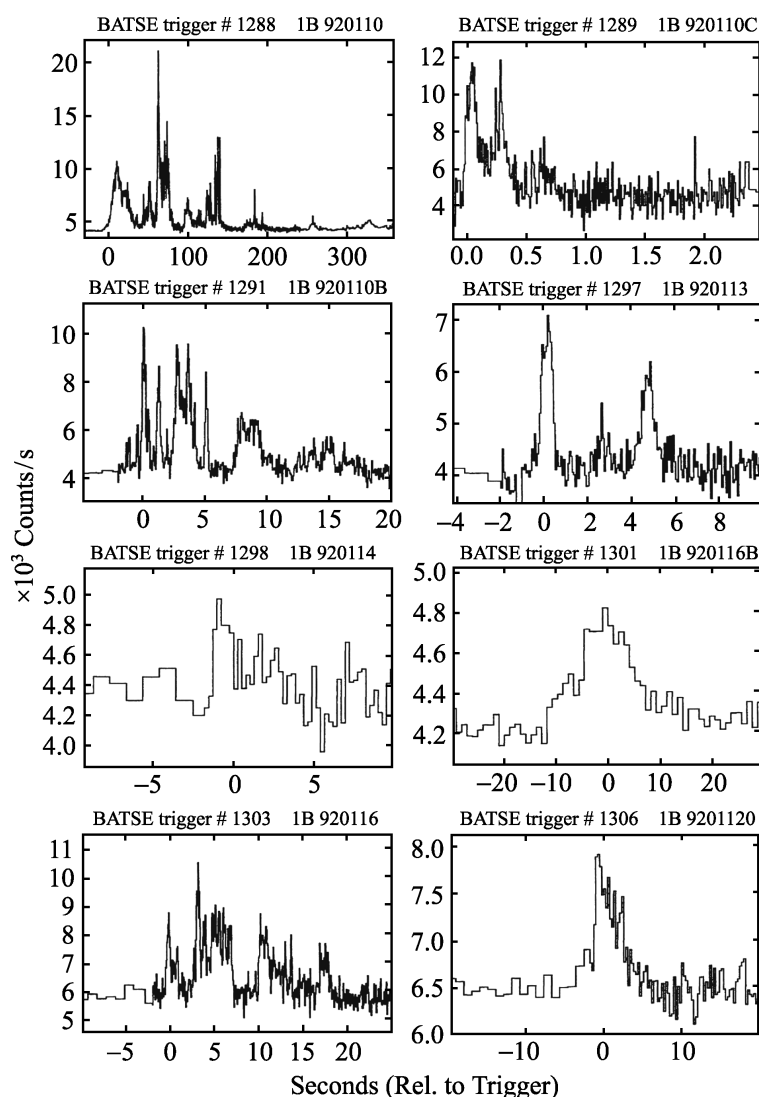 BATSE trigger # 1288 1B 920110
20
15
10
5
0 100 200 300
BATSE trigger # 1289 1B 920110C
12
10
8
6
4
0.0 0.5 1.0 1.5 2.0
BATSE trigger # 1291 1B 920110B
10
8
6
4
0 5 10 15 20
BATSE trigger # 1297 1B 920113
7
6
5
4
−4 −2 0 2 4 6 8
×10³ Counts/s
BATSE trigger # 1298 1B 920114
5.0
4.8
4.6
4.4
4.2
4.0
−5 0 5
BATSE trigger # 1301 1B 920116B
5.0
4.8
4.6
4.4
4.2
−20 −10 0 10 20
BATSE trigger # 1303 1B 920116
11
10
9
8
7
6
5
−5 0 5 10 15 20
BATSE trigger # 1306 1B 9201120
8.0
7.5
7.0
6.5
6.0
−10 0 10
Seconds (Rel. to Trigger)